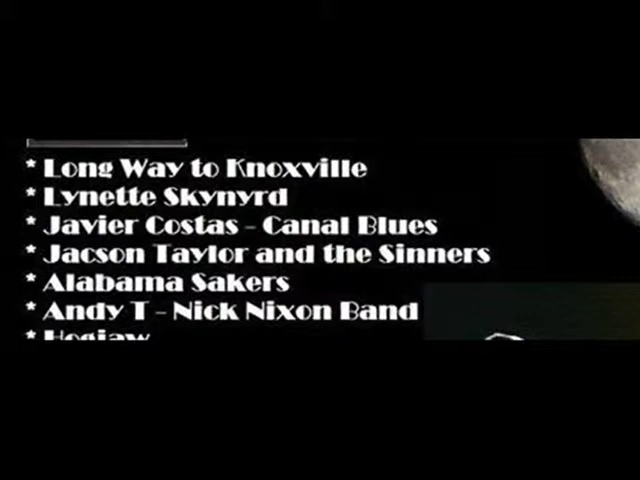 * Long Way to Knoxville
* Lynette Skynyrd
* Javier Costas - Canal Blues
* Jacson Taylor and the Sinners
* Alabama Sakers
* Andy T - Nick Nixon Band
* Hogjaw